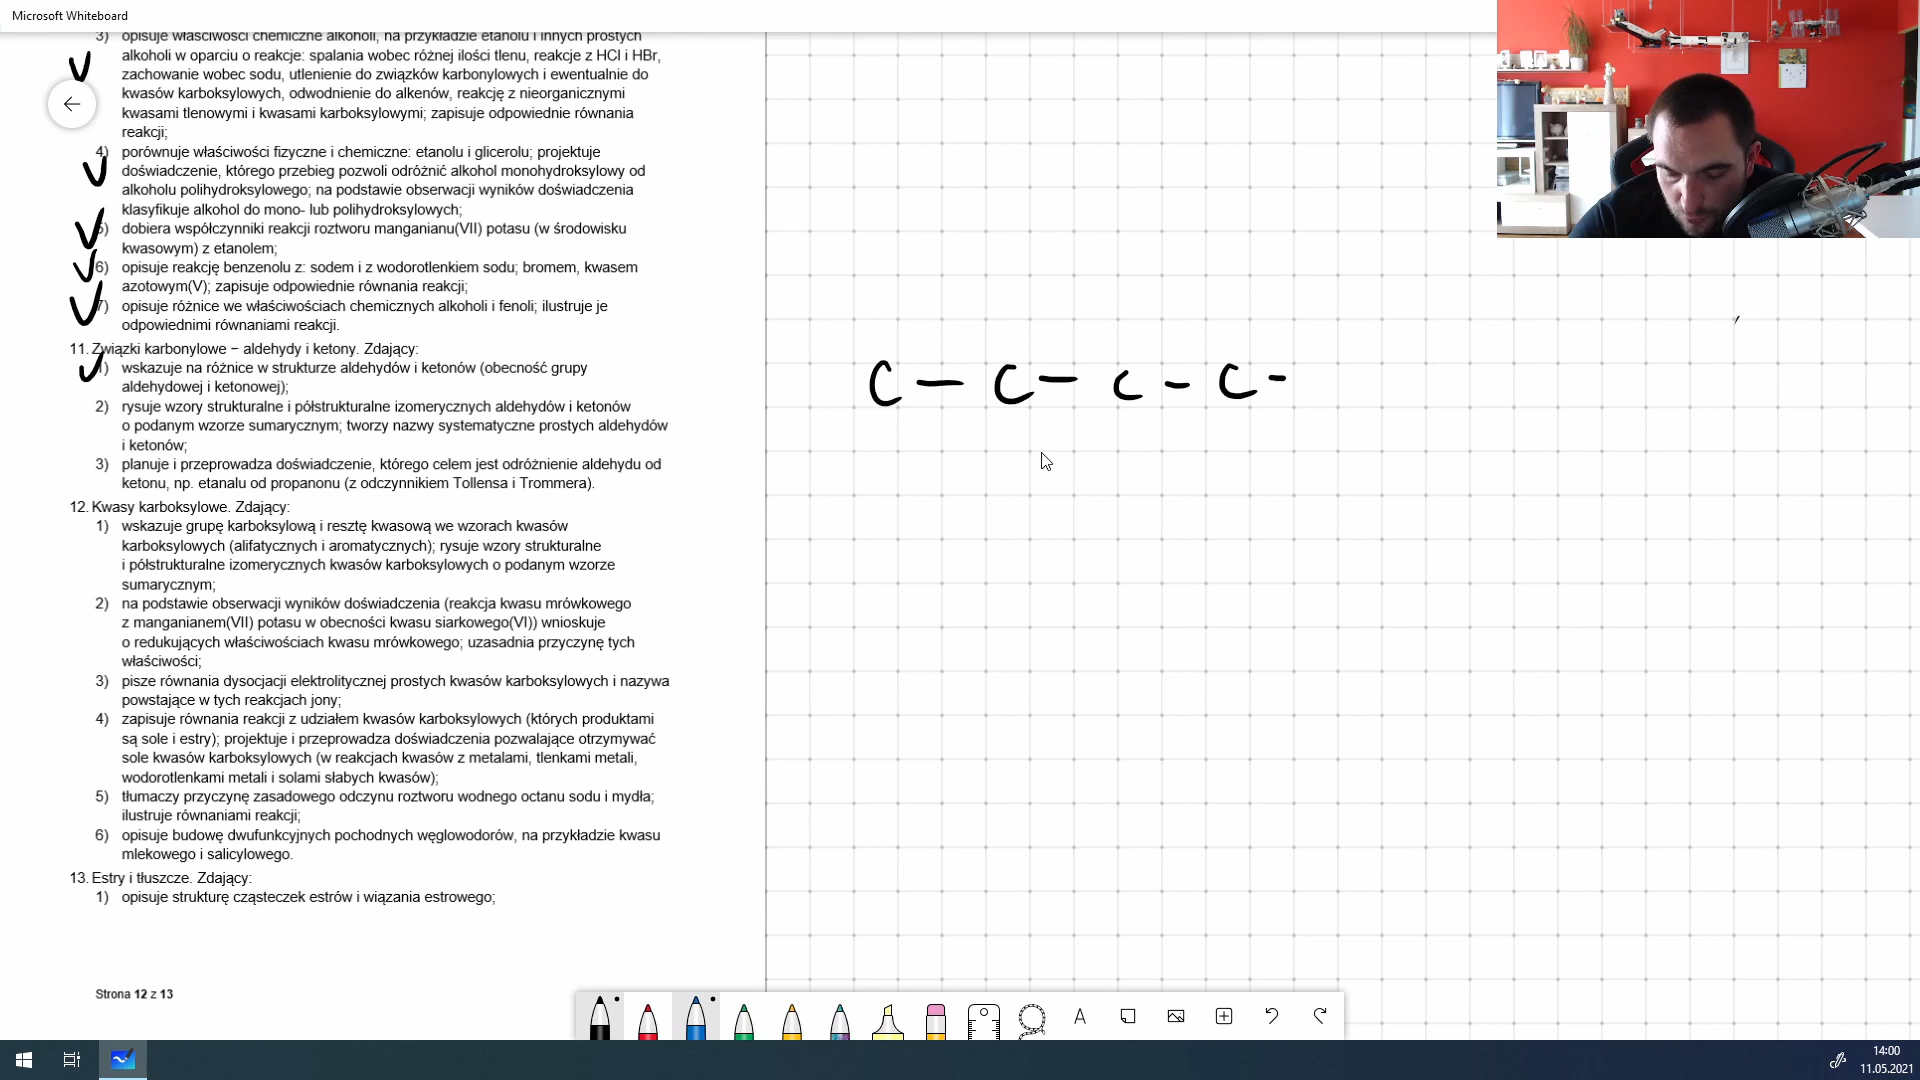 Microsoft Whiteboard
3) opisuje właściwości chemiczne alkoholi, na przykładzie etanolu i innych prostych
alkoholi w oparciu o reakcje: spalania wobec różnej ilości tlenu, reakcje z HCl i HBr,
zachowanie wobec sodu, utlenienie do związków karbonylowych i ewentualnie do
kwasów karboksylowych, odwodnienie do alkenów, reakcję z nieorganicznymi
kwasami tlenowymi i kwasami karboksylowymi; zapisuje odpowiednie równania
reakcji;
4) porównuje właściwości fizyczne i chemiczne: etanolu i glicerolu; projektuje
doświadczenie, którego przebieg pozwoli odróżnić alkohol monohydroksylowy od
alkoholu polihydroksylowego; na podstawie obserwacji wyników doświadczenia
klasyfikuje alkohol do mono- lub polihydroksylowych;
5) dobiera współczynniki reakcji roztworu manganianu(VII) potasu (w środowisku
kwasowym) z etanolem;
6) opisuje reakcję benzenolu z: sodem i z wodorotlenkiem sodu; bromem, kwasem
azotowym(V); zapisuje odpowiednie równania reakcji;
7) opisuje różnice we właściwościach chemicznych alkoholi i fenoli; ilustruje je
odpowiednimi równaniami reakcji.
11. Związki karbonylowe − aldehydy i ketony. Zdający:
1) wskazuje na różnice w strukturze aldehydów i ketonów (obecność grupy
aldehydowej i ketonowej);
2) rysuje wzory strukturalne i półstrukturalne izomerycznych aldehydów i ketonów
o podanym wzorze sumarycznym; tworzy nazwy systematyczne prostych aldehydów
i ketonów;
3) planuje i przeprowadza doświadczenie, którego celem jest odróżnienie aldehydu od
ketonu, np. etanalu od propanonu (z odczynnikiem Tollensa i Trommera).
12. Kwasy karboksylowe. Zdający:
1) wskazuje grupę karboksylową i resztę kwasową we wzorach kwasów
karboksylowych (alifatycznych i aromatycznych); rysuje wzory strukturalne
i półstrukturalne izomerycznych kwasów karboksylowych o podanym wzorze
sumarycznym;
2) na podstawie obserwacji wyników doświadczenia (reakcja kwasu mrówkowego
z manganianem(VII) potasu w obecności kwasu siarkowego(VI)) wnioskuje
o redukujących właściwościach kwasu mrówkowego; uzasadnia przyczynę tych
właściwości;
3) pisze równania dysocjacji elektrolitycznej prostych kwasów karboksylowych i nazywa
powstające w tych reakcjach jony;
4) zapisuje równania reakcji z udziałem kwasów karboksylowych (których produktami
są sole i estry); projektuje i przeprowadza doświadczenia pozwalające otrzymywać
sole kwasów karboksylowych (w reakcjach kwasów z metalami, tlenkami metali,
wodorotlenkami metali i solami słabych kwasów);
5) tłumaczy przyczynę zasadowego odczynu roztworu wodnego octanu sodu i mydła;
ilustruje równaniami reakcji;
6) opisuje budowę dwufunkcyjnych pochodnych węglowodorów, na przykładzie kwasu
mlekowego i salicylowego.
13. Estry i tłuszcze. Zdający:
1) opisuje strukturę cząsteczek estrów i wiązania estrowego;
Strona 12 z 13
C - C - C - C -
A
14:00
11.05.2021